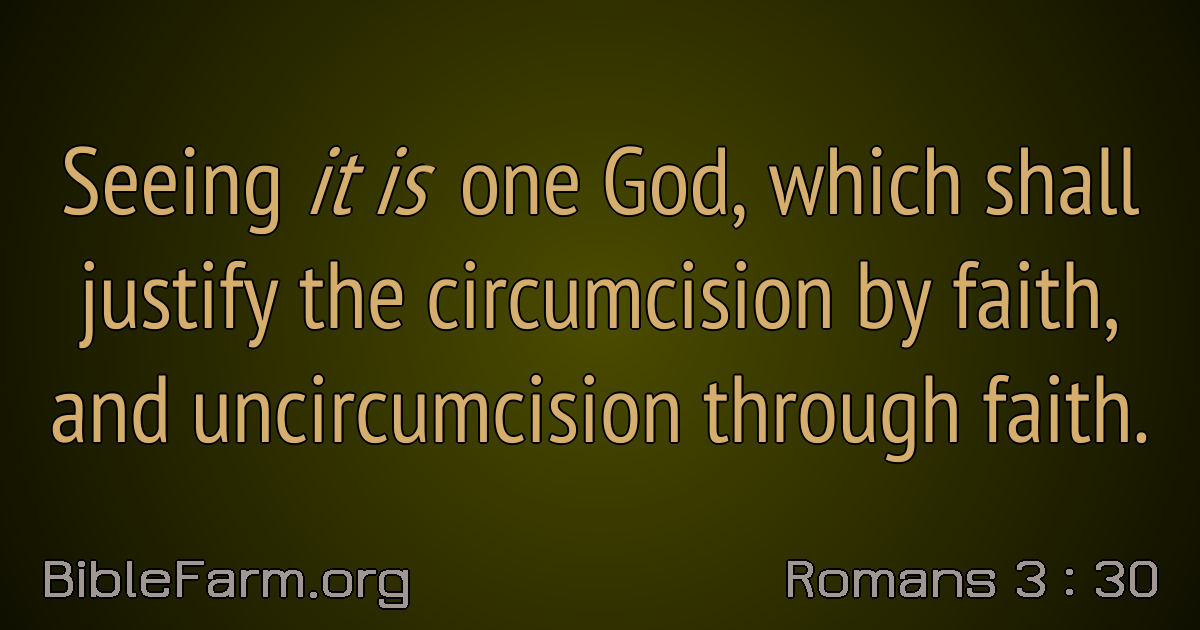 Seeing it is one God, which shall
justify the circumcision by faith,
and uncircumcision through faith.
BibleFarm.org
Romans 3 : 30